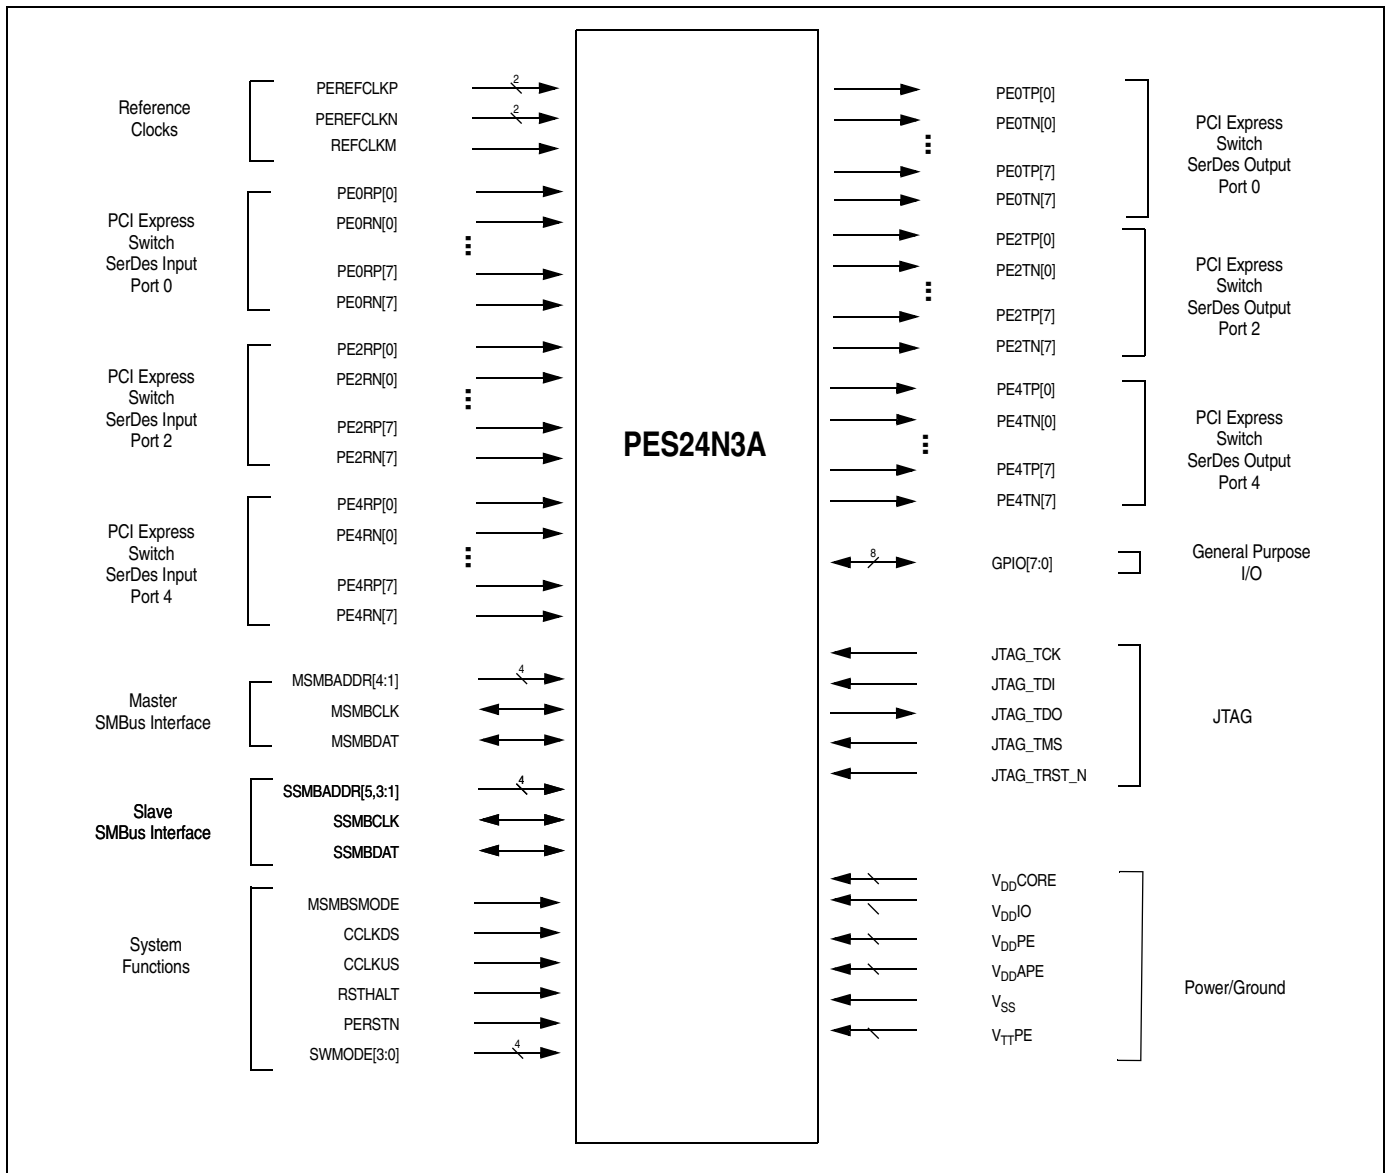 Reference
Clocks
PEREFCLKP
2
PEREFCLKN
2
REFCLKM
PCI Express
Switch
SerDes Input
Port 0
PE0RP[0]
PE0RN[0]
PE0RP[7]
PE0RN[7]
PCI Express
Switch
SerDes Input
Port 2
PE2RP[0]
PE2RN[0]
PE2RP[7]
PE2RN[7]
PCI Express
Switch
SerDes Input
Port 4
PE4RP[0]
PE4RN[0]
PE4RP[7]
PE4RN[7]
Master
SMBus Interface
MSMBADDR[4:1]
4
MSMBCLK
MSMBDAT
Slave
SMBus Interface
SSMBADDR[5,3:1]
4
SSMBCLK
SSMBDAT
System
Functions
MSMBSMODE
CCLKDS
CCLKUS
RSTHALT
PERSTN
SWMODE[3:0]
4
PES24N3A
PE0TP[0]
PE0TN[0]
PE0TP[7]
PE0TN[7]
PCI Express
Switch
SerDes Output
Port 0
PE2TP[0]
PE2TN[0]
PE2TP[7]
PE2TN[7]
PCI Express
Switch
SerDes Output
Port 2
PE4TP[0]
PE4TN[0]
PE4TP[7]
PE4TN[7]
PCI Express
Switch
SerDes Output
Port 4
8
GPIO[7:0]
General Purpose
I/O
JTAG_TCK
JTAG_TDI
JTAG_TDO
JTAG_TMS
JTAG_TRST_N
JTAG
VDDCORE
VDDIO
VDDPE
VDDAPE
VSS
VTTPE
Power/Ground